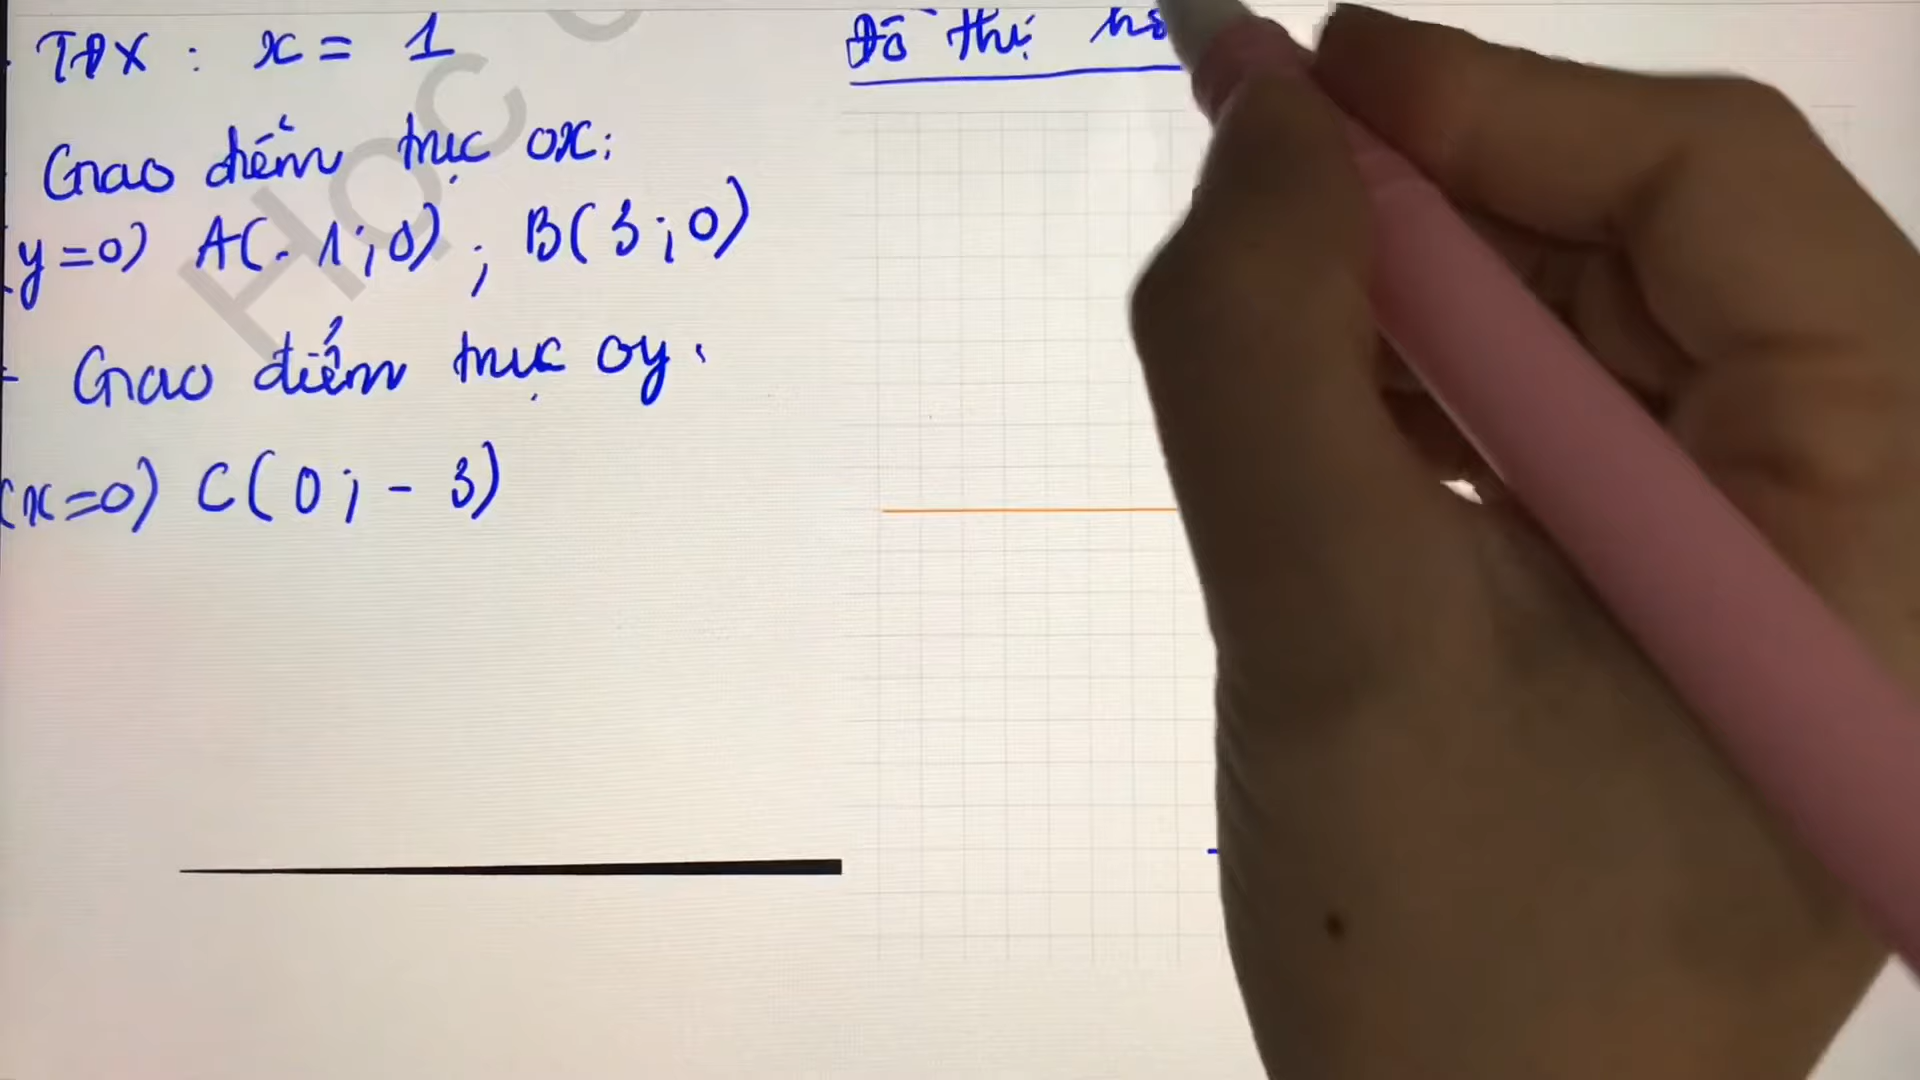 TĐX : x = 1
Giao điểm trục ox:
(y=0) A(-1;0) ; B(3;0)
- Giao điểm trục oy.
(x=0) C(0;-3)
Đồ thị
Học